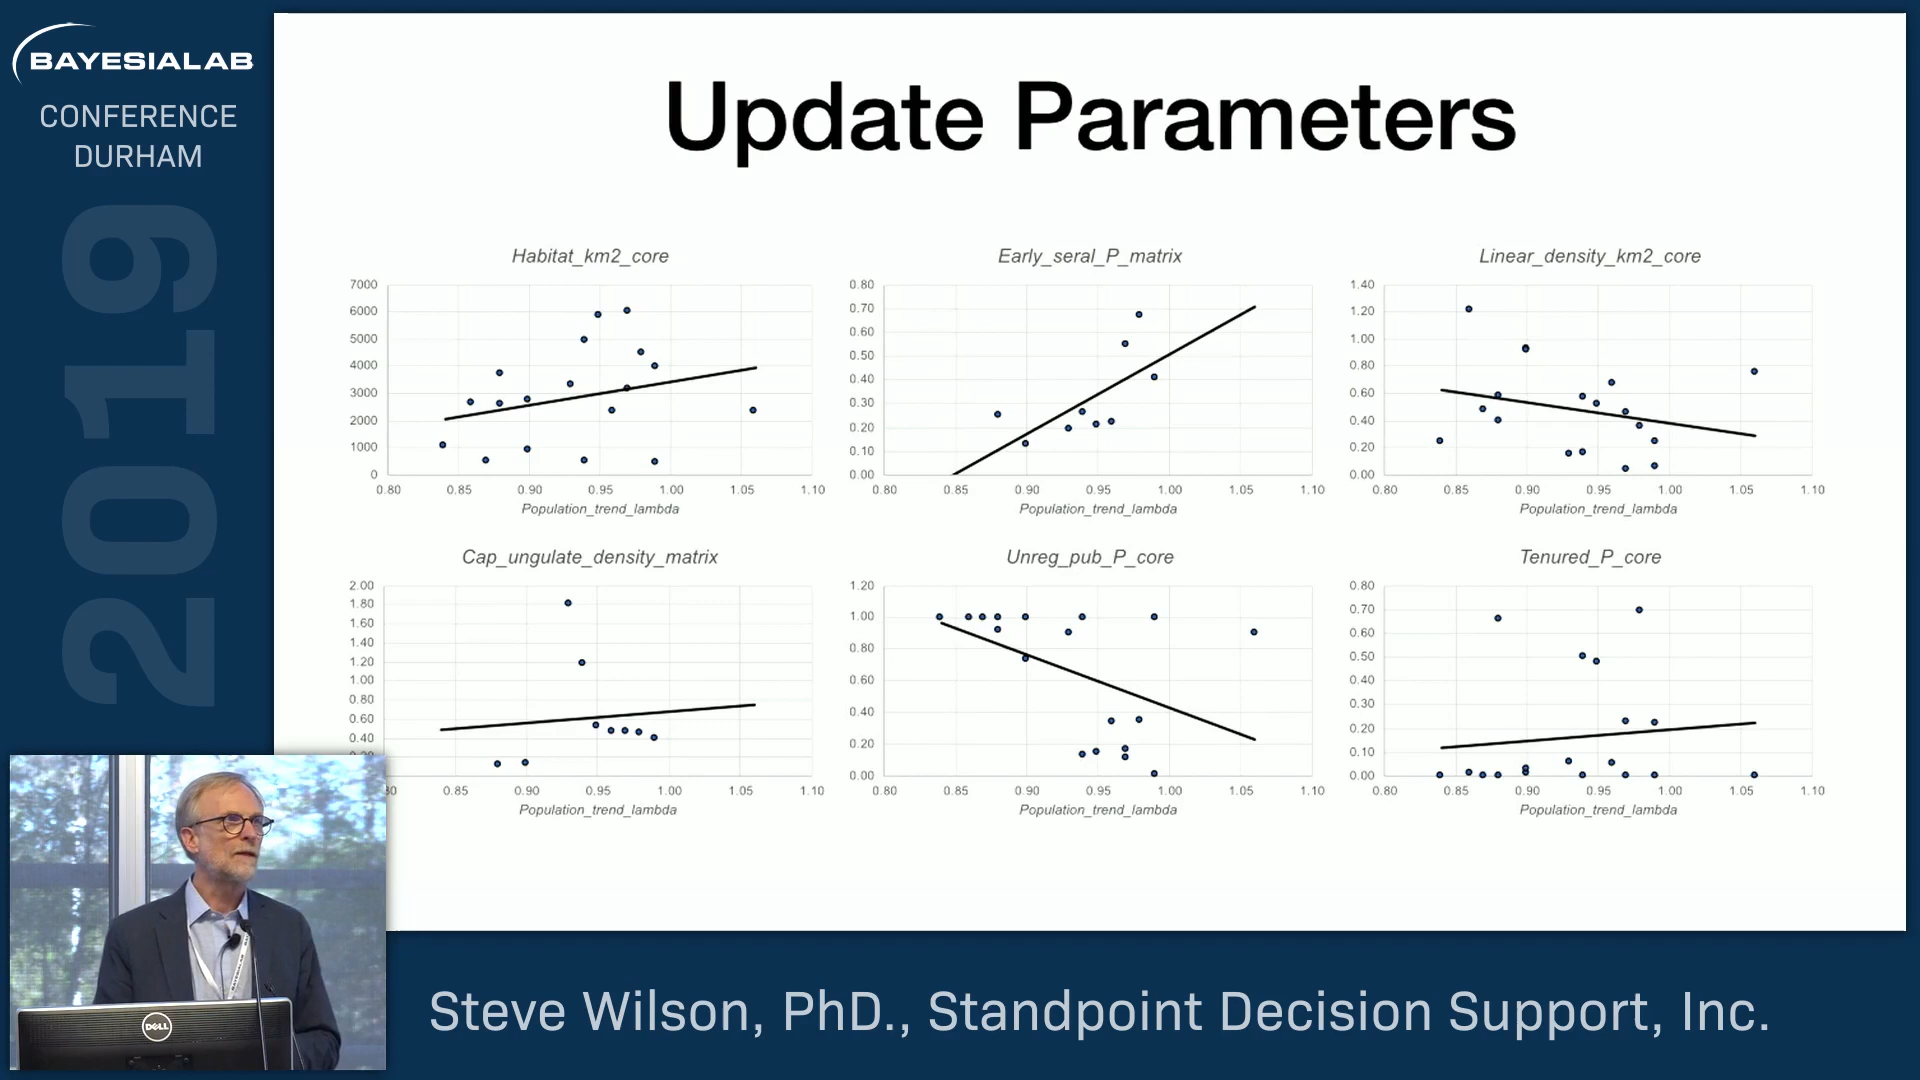 BAYESIALAB
CONFERENCE
DURHAM
2019
Update Parameters
Habitat_km2_core
7000
6000
5000
4000
3000
2000
1000
0
0.80 0.85 0.90 0.95 1.00 1.05 1.10
Population_trend_lambda
Early_seral_P_matrix
0.80
0.70
0.60
0.50
0.40
0.30
0.20
0.10
0.00
0.80 0.85 0.90 0.95 1.00 1.05 1.10
Population_trend_lambda
Linear_density_km2_core
1.40
1.20
1.00
0.80
0.60
0.40
0.20
0.00
0.80 0.85 0.90 0.95 1.00 1.05 1.10
Population_trend_lambda
Cap_ungulate_density_matrix
2.00
1.80
1.60
1.40
1.20
1.00
0.80
0.60
0.40
0.85 0.90 0.95 1.00 1.05 1.10
Population_trend_lambda
Unreg_pub_P_core
1.20
1.00
0.80
0.60
0.40
0.20
0.00
0.80 0.85 0.90 0.95 1.00 1.05 1.10
Population_trend_lambda
Tenured_P_core
0.80
0.70
0.60
0.50
0.40
0.30
0.20
0.10
0.00
0.80 0.85 0.90 0.95 1.00 1.05 1.10
Population_trend_lambda
DELL
Steve Wilson, PhD., Standpoint Decision Support, Inc.